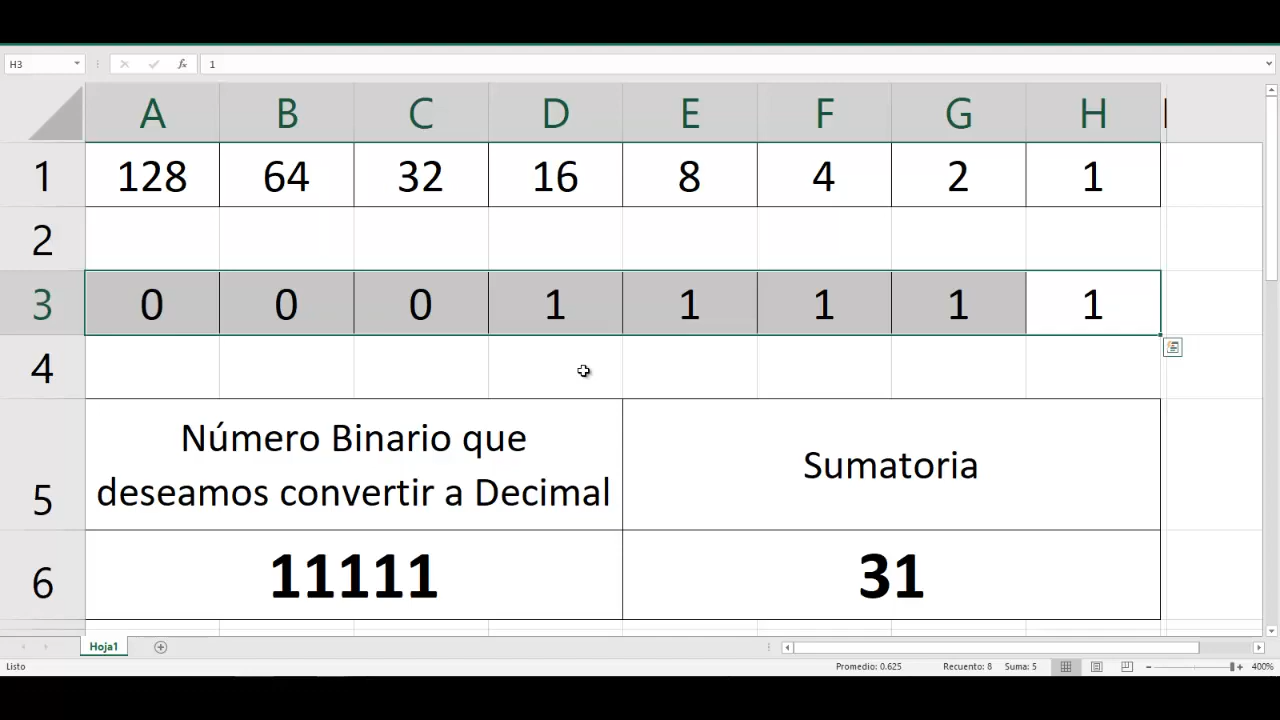 H3 fx 1
A B C D E F G H
1 128 64 32 16 8 4 2 1
2
3 0 0 0 1 1 1 1 1
4
Número Binario que
deseamos convertir a Decimal
5 Sumatoria
6 11111 31
Hoja1
Listo Promedio: 0.625 Recuento: 8 Suma: 5 400%